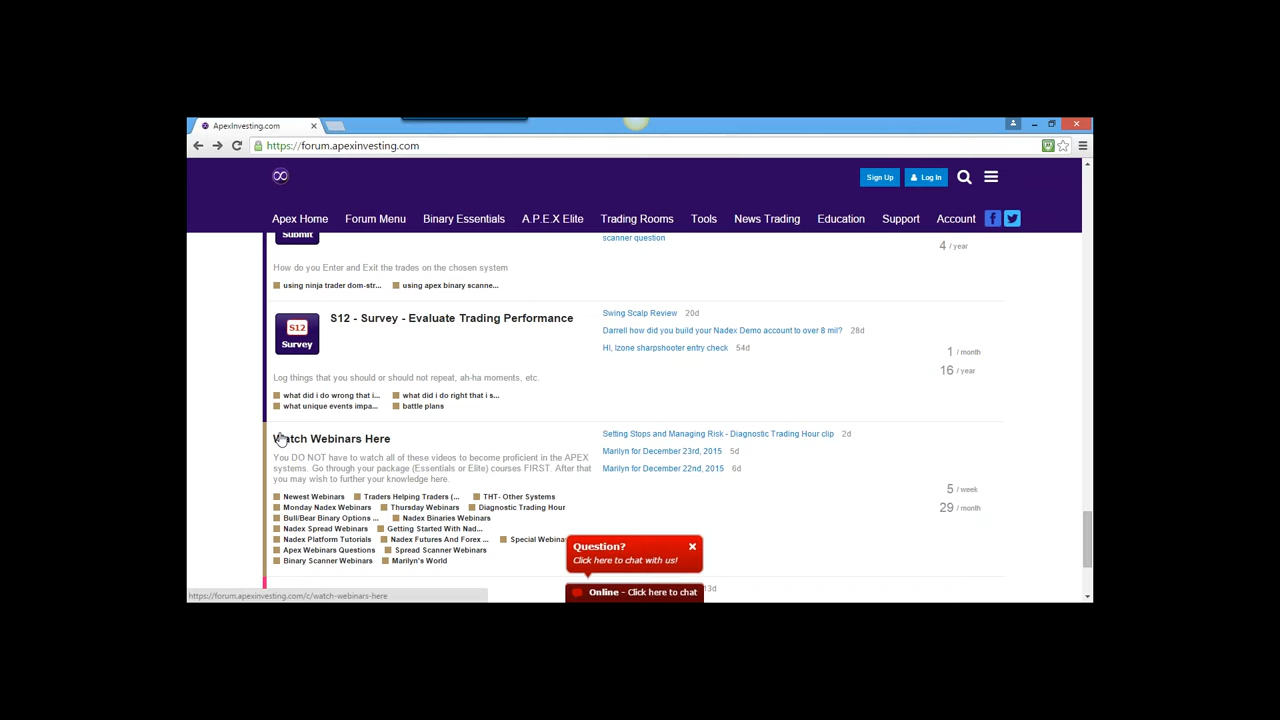 ApexInvesting.com
https://forum.apexinvesting.com
Sign Up
Log In
Apex Home Forum Menu Binary Essentials A.P.E.X Elite Trading Rooms Tools News Trading Education Support Account
Submit
scanner question
4 / year
How do you Enter and Exit the trades on the chosen system
using ninja trader dom-str... using apex binary scanne...
S12
Survey
S12 - Survey - Evaluate Trading Performance
Swing Scalp Review 20d
Darrell how did you build your Nadex Demo account to over 8 mil? 28d
HI, Izone sharpshooter entry check 54d
1 / month
16 / year
Log things that you should or should not repeat, ah-ha moments, etc.
what did i do wrong that i... what did i do right that i s...
what unique events impa... battle plans
Watch Webinars Here
Setting Stops and Managing Risk - Diagnostic Trading Hour clip 2d
Marilyn for December 23rd, 2015 5d
Marilyn for December 22nd, 2015 6d
5 / week
29 / month
You DO NOT have to watch all of these videos to become proficient in the APEX
systems. Go through your package (Essentials or Elite) courses FIRST. After that
you may wish to further your knowledge here.
Newest Webinars Traders Helping Traders (... THT- Other Systems
Monday Nadex Webinars Thursday Webinars Diagnostic Trading Hour
Bull/Bear Binary Options ... Nadex Binaries Webinars
Nadex Spread Webinars Getting Started With Nad...
Nadex Platform Tutorials Nadex Futures And Forex ... Special Webina
Apex Webinars Questions Spread Scanner Webinars
Binary Scanner Webinars Marilyn's World
Question?
Click here to chat with us!
Online - Click here to chat
13d
https://forum.apexinvesting.com/c/watch-webinars-here